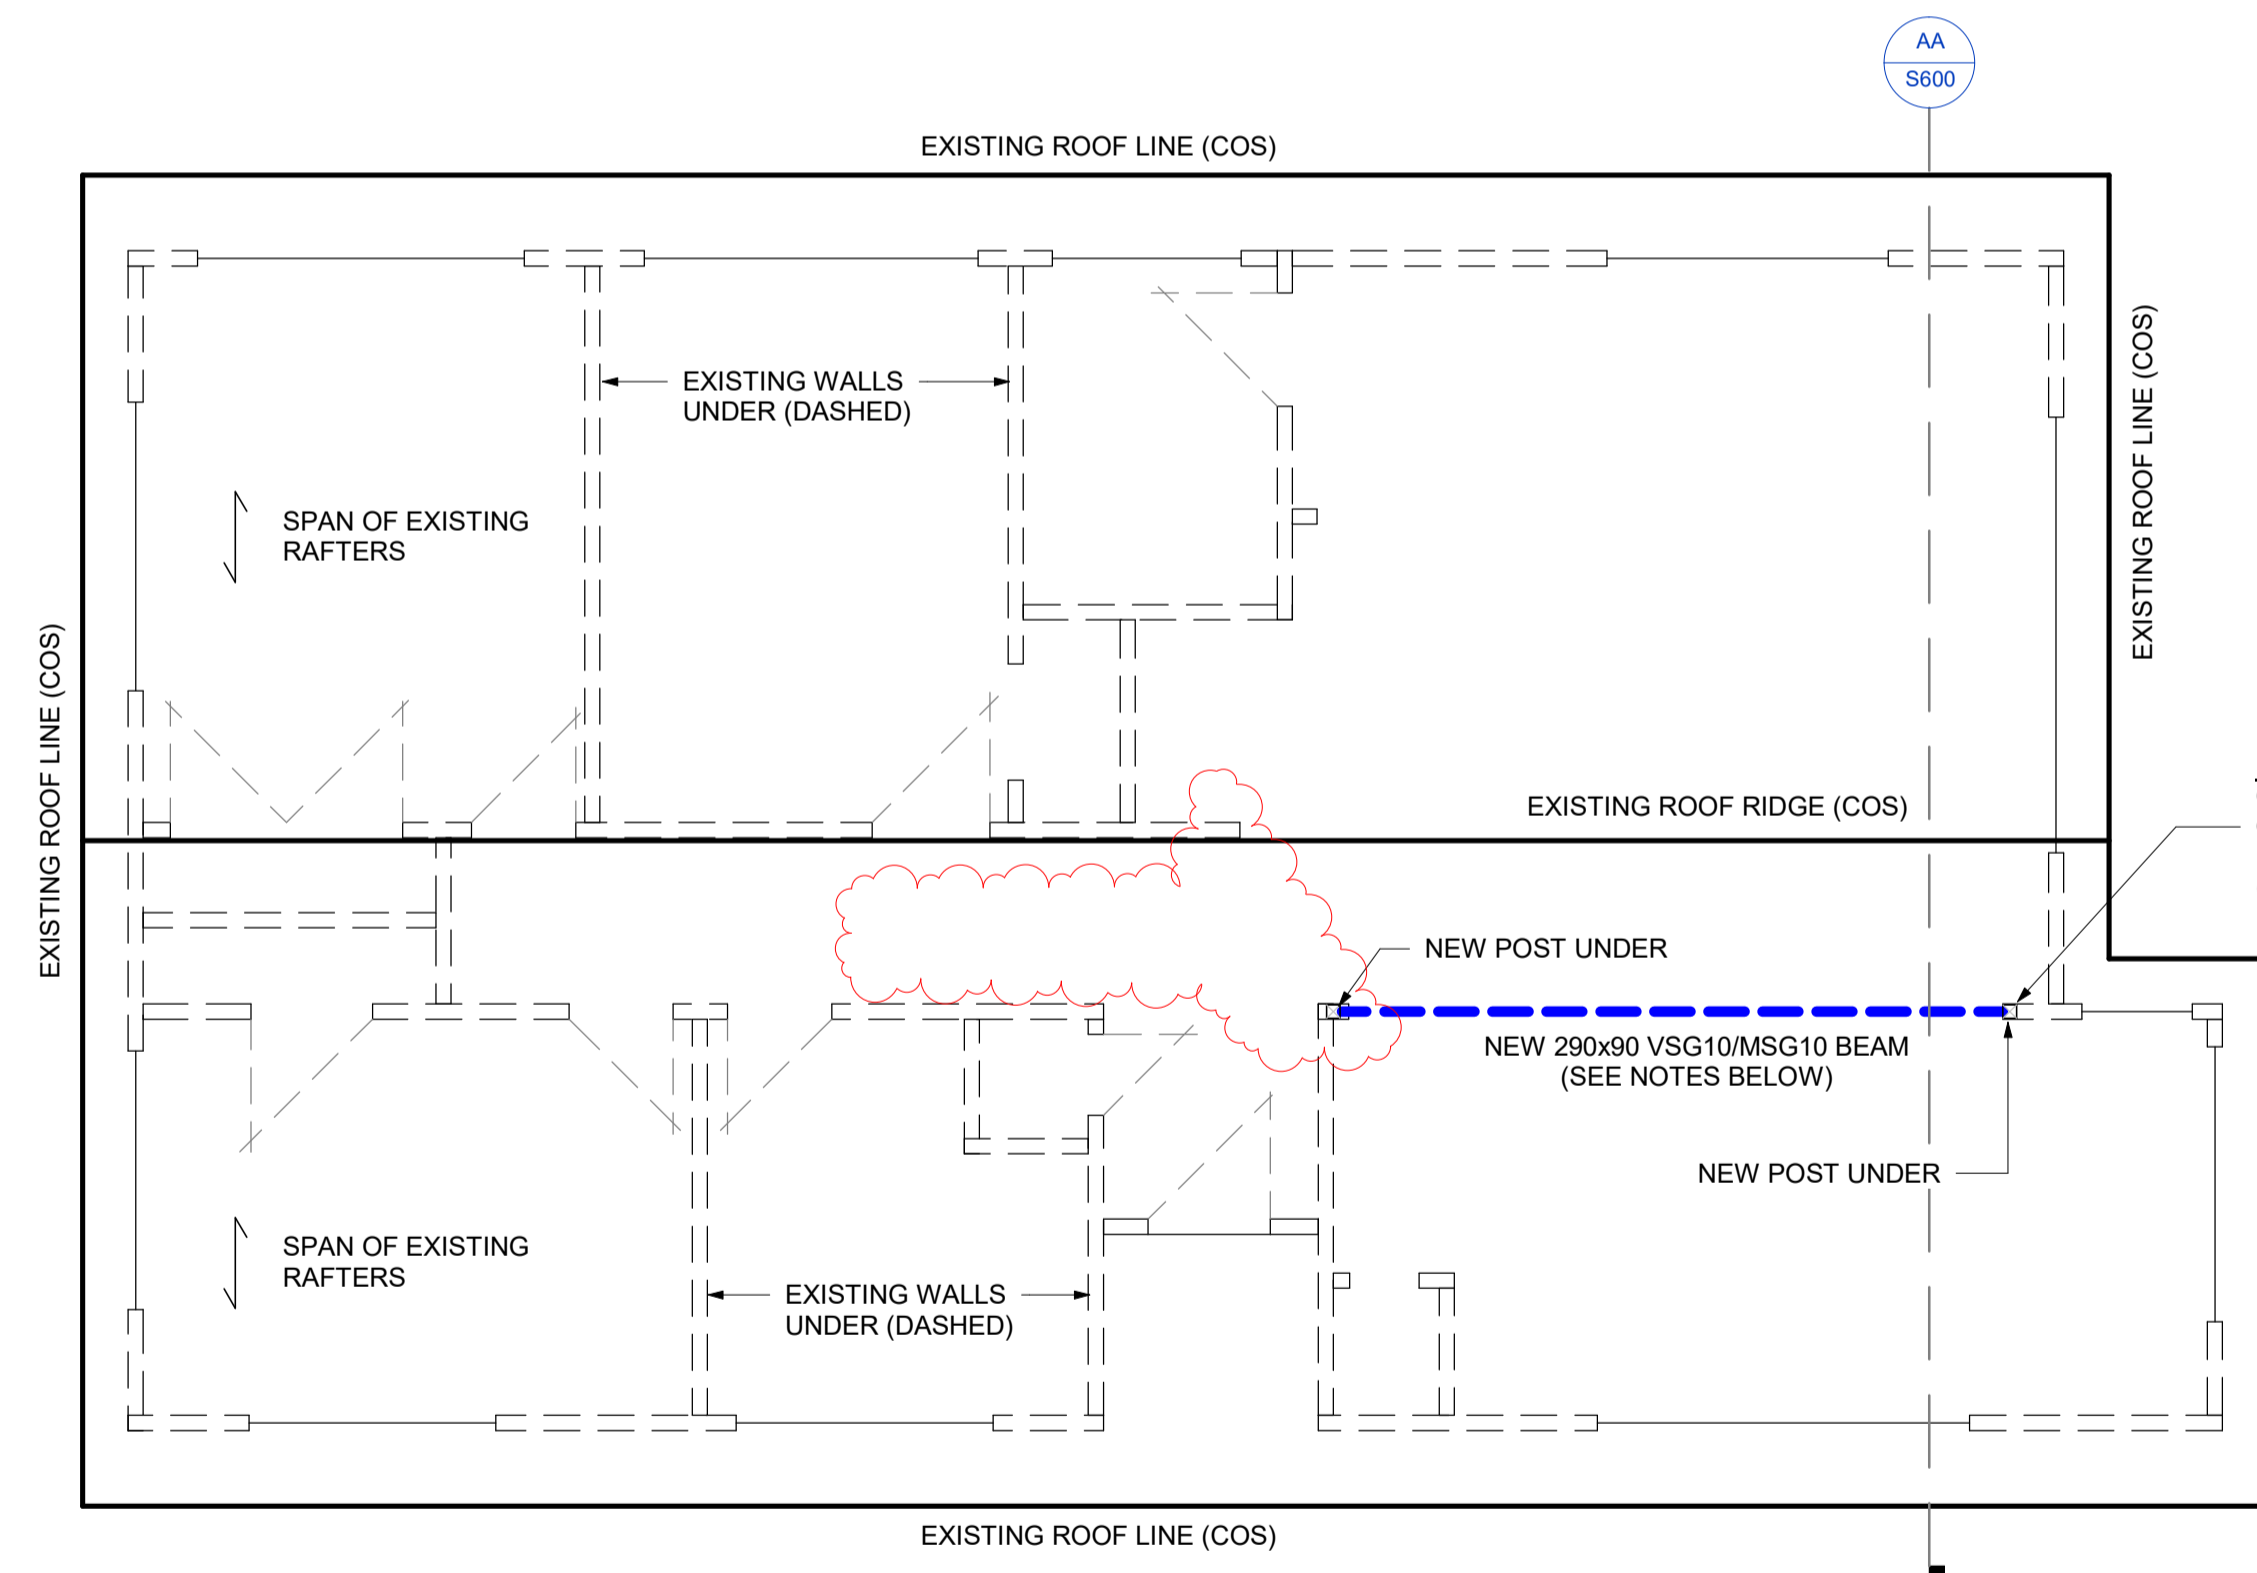 AA
S600
EXISTING ROOF LINE (COS)
EXISTING WALLS
UNDER (DASHED)
EXISTING ROOF LINE (COS)
SPAN OF EXISTING
RAFTERS
EXISTING ROOF LINE (COS)
EXISTING ROOF RIDGE (COS)
NEW POST UNDER
NEW 290x90 VSG10/MSG10 BEAM
(SEE NOTES BELOW)
NEW POST UNDER
SPAN OF EXISTING
RAFTERS
EXISTING WALLS
UNDER (DASHED)
EXISTING ROOF LINE (COS)